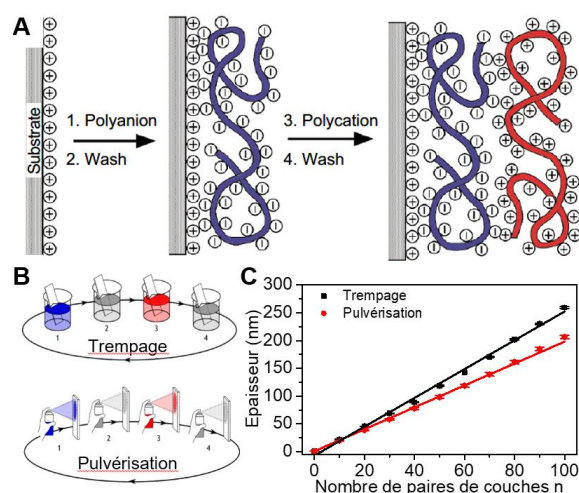 A
Substrate
1. Polyanion
2. Wash
3. Polycation
4. Wash
B
1
2
3
4
Trempage
1
2
3
4
Pulvérisation
C
Epaisseur (nm)
300
250
200
150
100
50
0
Trempage
Pulvérisation
0 20 40 60 80 100
Nombre de paires de couches n